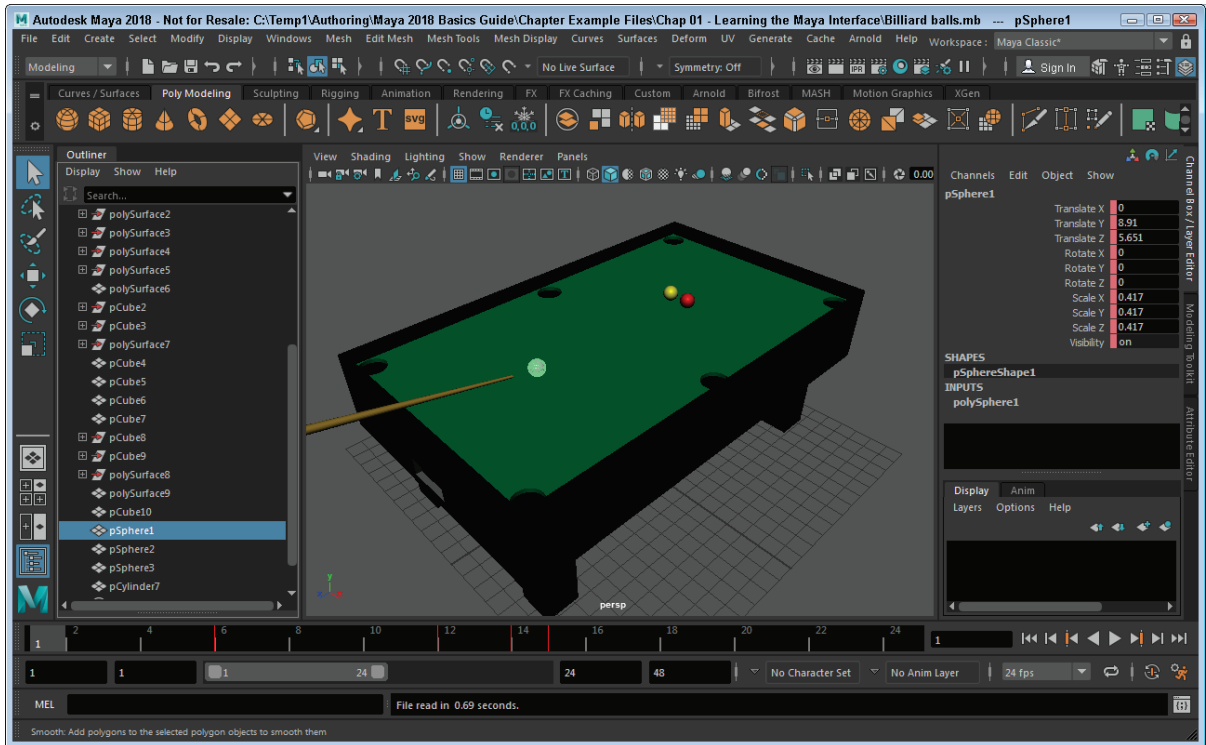 Autodesk Maya 2018 - Not for Resale: C:\Temp1\Authoring\Maya 2018 Basics Guide\Chapter Example Files\Chap 01 - Learning the Maya Interface\Billiard balls.mb --- pSphere1
File Edit Create Select Modify Display Windows Mesh Edit Mesh Mesh Tools Mesh Display Curves Surfaces Deform UV Generate Cache Arnold Help Workspace : Maya Classic*
Modeling No Live Surface Symmetry: Off Sign In
Curves / Surfaces Poly Modeling Sculpting Rigging Animation Rendering FX FX Caching Custom Arnold Bifrost MASH Motion Graphics XGen
T svg 0,0,0
Outliner
Display Show Help
Search...
polySurface2
polySurface3
polySurface4
polySurface5
polySurface6
pCube2
pCube3
polySurface7
pCube4
pCube5
pCube6
pCube7
pCube8
pCube9
polySurface8
polySurface9
pCube10
pSphere1
pSphere2
pSphere3
pCylinder7
View Shading Lighting Show Renderer Panels
0.00
y
persp
Channels Edit Object Show
pSphere1
Translate X 0
Translate Y 8.91
Translate Z 5.651
Rotate X 0
Rotate Y 0
Rotate Z 0
Scale X 0.417
Scale Y 0.417
Scale Z 0.417
Visibility on
SHAPES
pSphereShape1
INPUTS
polySphere1
Display Anim
Layers Options Help
Channel Box / Layer Editor
Modeling Toolkit
Attribute Editor
1 2 4 6 8 10 12 14 16 18 20 22 24 1
1 1 1 24 24 48 No Character Set No Anim Layer 24 fps
MEL File read in 0.69 seconds.
Smooth: Add polygons to the selected polygon objects to smooth them